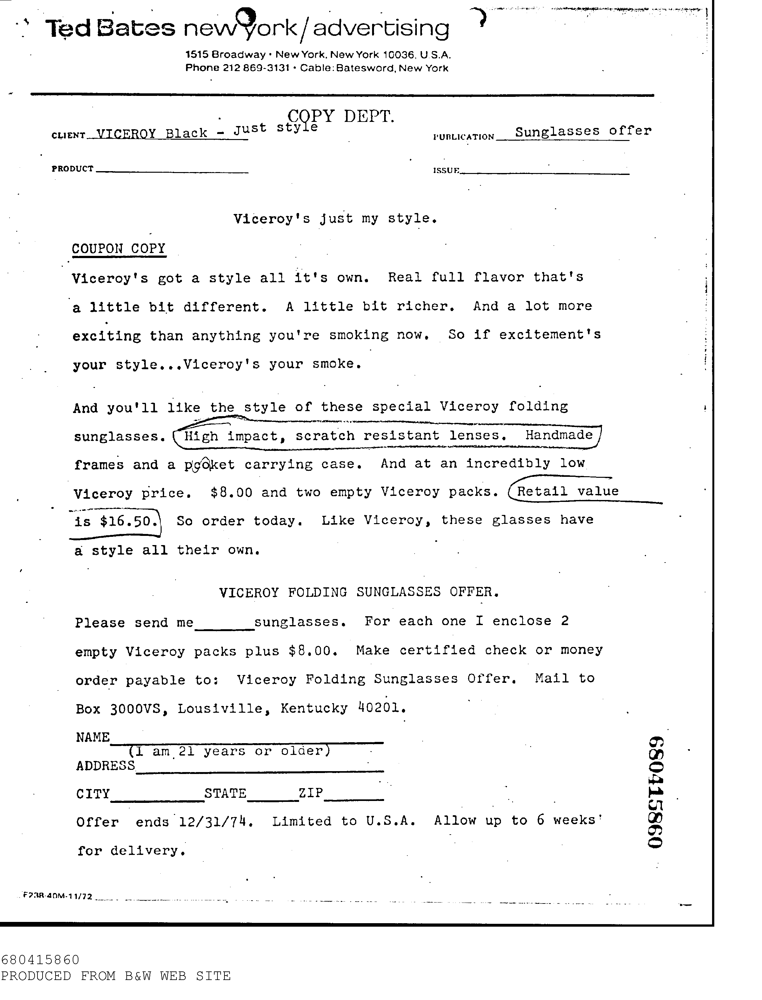 Ted Bates new york/advertising
1515 Broadway • New York, New York 10036, U.S.A.
Phone 212 869-3131 • Cable: Batesword, New York
COPY DEPT.
CLIENT VICEROY Black - Just style
PUBLICATION Sunglasses offer
PRODUCT
ISSUE
Viceroy's just my style.
COUPON COPY
Viceroy's got a style all it's own. Real full flavor that's
a little bit different. A little bit richer. And a lot more
exciting than anything you're smoking now. So if excitement's
your style...Viceroy's your smoke.
And you'll like the style of these special Viceroy folding
sunglasses. High impact, scratch resistant lenses. Handmade
frames and a pocket carrying case. And at an incredibly low
Viceroy price. $8.00 and two empty Viceroy packs. Retail value
is $16.50. So order today. Like Viceroy, these glasses have
a style all their own.
VICEROY FOLDING SUNGLASSES OFFER.
Please send me______sunglasses. For each one I enclose 2
empty Viceroy packs plus $8.00. Make certified check or money
order payable to: Viceroy Folding Sunglasses Offer. Mail to
Box 3000VS, Lousiville, Kentucky 40201.
NAME
(I am 21 years or older)
ADDRESS
CITY STATE ZIP
Offer ends 12/31/74. Limited to U.S.A. Allow up to 6 weeks'
for delivery.
680415860
F238-40M-11/72
680415860
PRODUCED FROM B&W WEB SITE